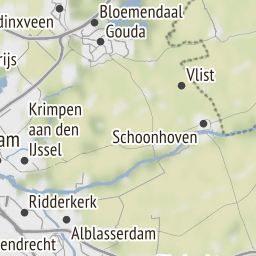 Bloemendaal
dinxveen
Gouda
rijs
Vlist
Krimpen
aan den
IJssel
Schoonhoven
am
Ridderkerk
Alblasserdam
endrecht